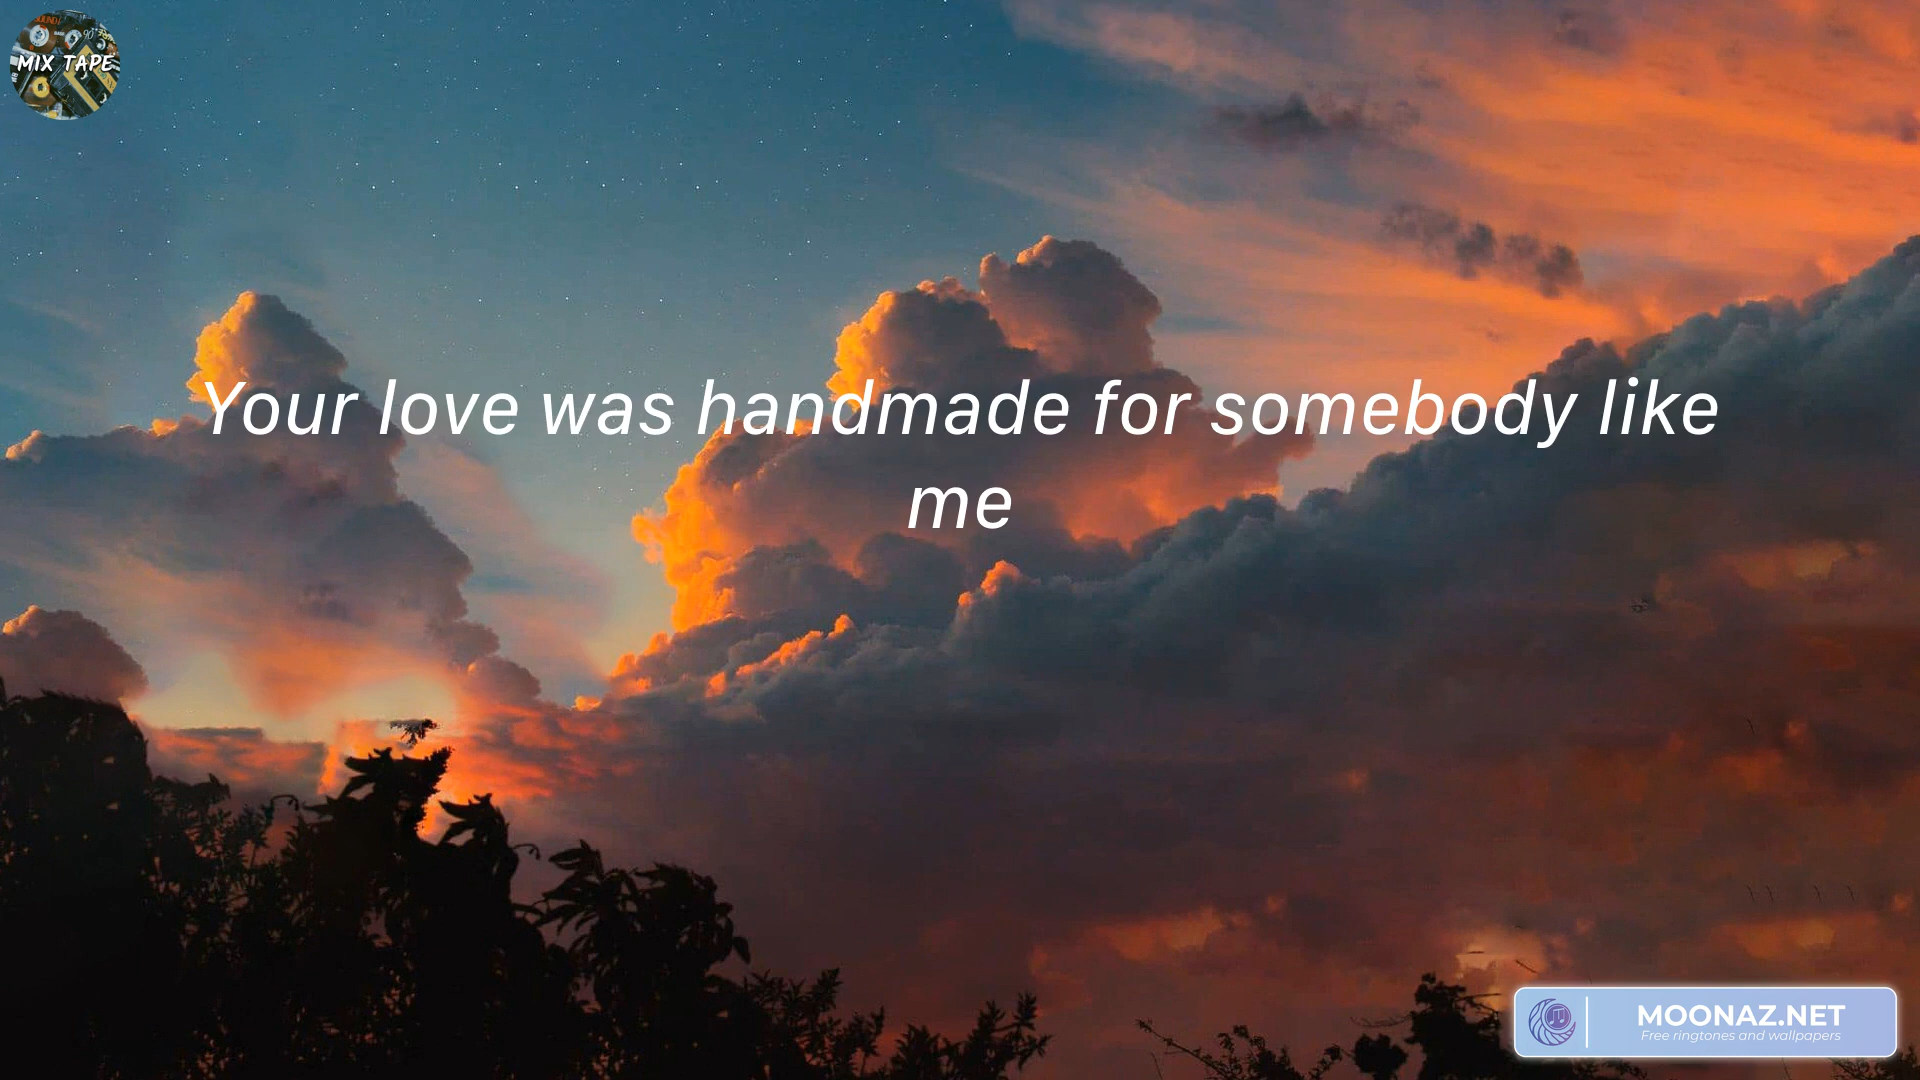 MIX TAPE
Your love was handmade for somebody like
me
MOONAZ.NET
Free ringtones and wallpapers